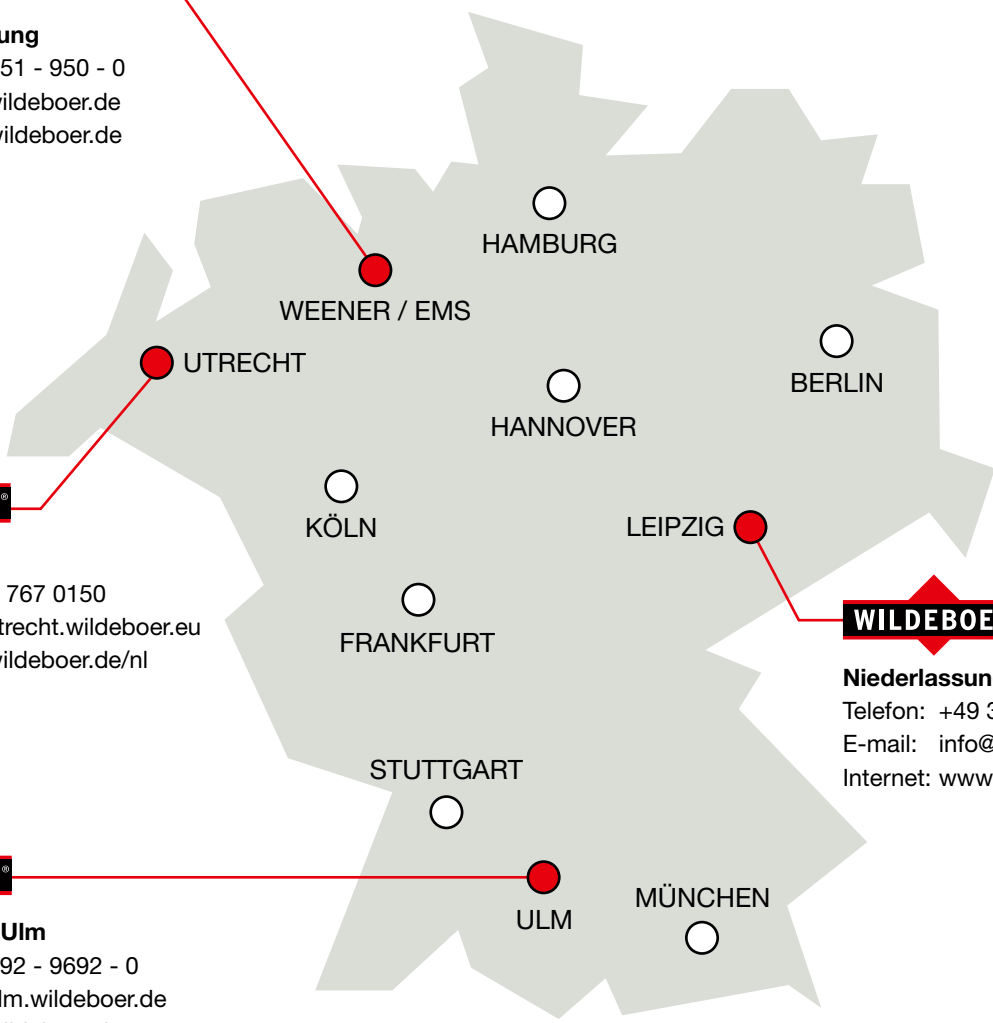 ung
51 - 950 - 0
wildeboer.de
wildeboer.de
HAMBURG
WEENER / EMS
UTRECHT
BERLIN
HANNOVER
®
KÖLN
LEIPZIG
767 0150
trecht.wildeboer.eu
wildeboer.de/nl
FRANKFURT
WILDEBOE
Niederlassun
Telefon: +49 3
E-mail: info@
Internet: www
STUTTGART
®
ULM
MÜNCHEN
Ulm
92 - 9692 - 0
lm.wildeboer.de